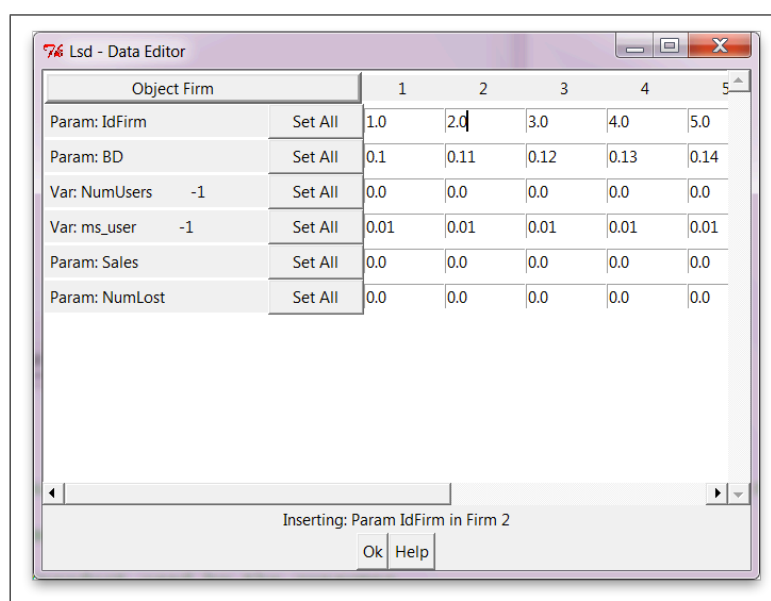 Lsd - Data Editor
Object Firm 1 2 3 4 5
Param: IdFirm Set All 1.0 2.0 3.0 4.0 5.0
Param: BD Set All 0.1 0.11 0.12 0.13 0.14
Var: NumUsers -1 Set All 0.0 0.0 0.0 0.0 0.0
Var: ms_user -1 Set All 0.01 0.01 0.01 0.01 0.01
Param: Sales Set All 0.0 0.0 0.0 0.0 0.0
Param: NumLost Set All 0.0 0.0 0.0 0.0 0.0
Inserting: Param IdFirm in Firm 2
Ok Help